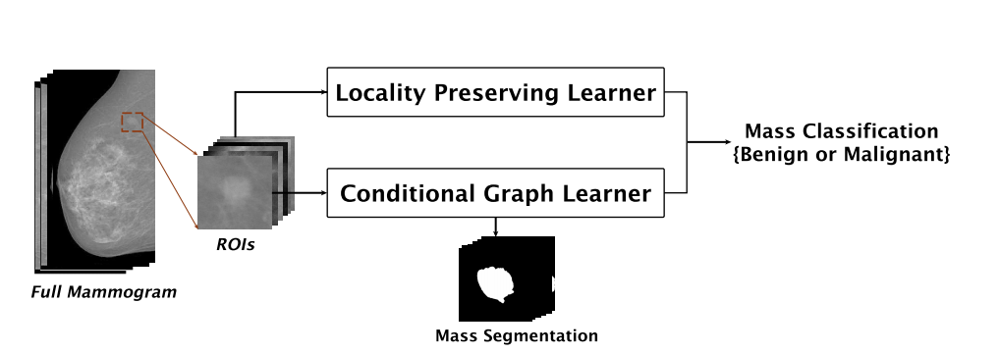 Locality Preserving Learner
Mass Classification
{Benign or Malignant}
Conditional Graph Learner
ROIs
Full Mammogram
Mass Segmentation